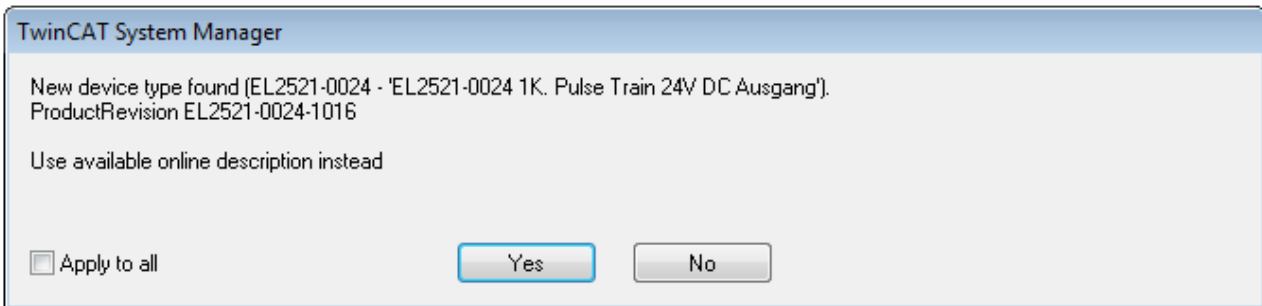 TwinCAT System Manager
New device type found (EL2521-0024 - 'EL2521-0024 1K. Pulse Train 24V DC Ausgang').
ProductRevision EL2521-0024-1016
Use available online description instead
Apply to all
Yes
No